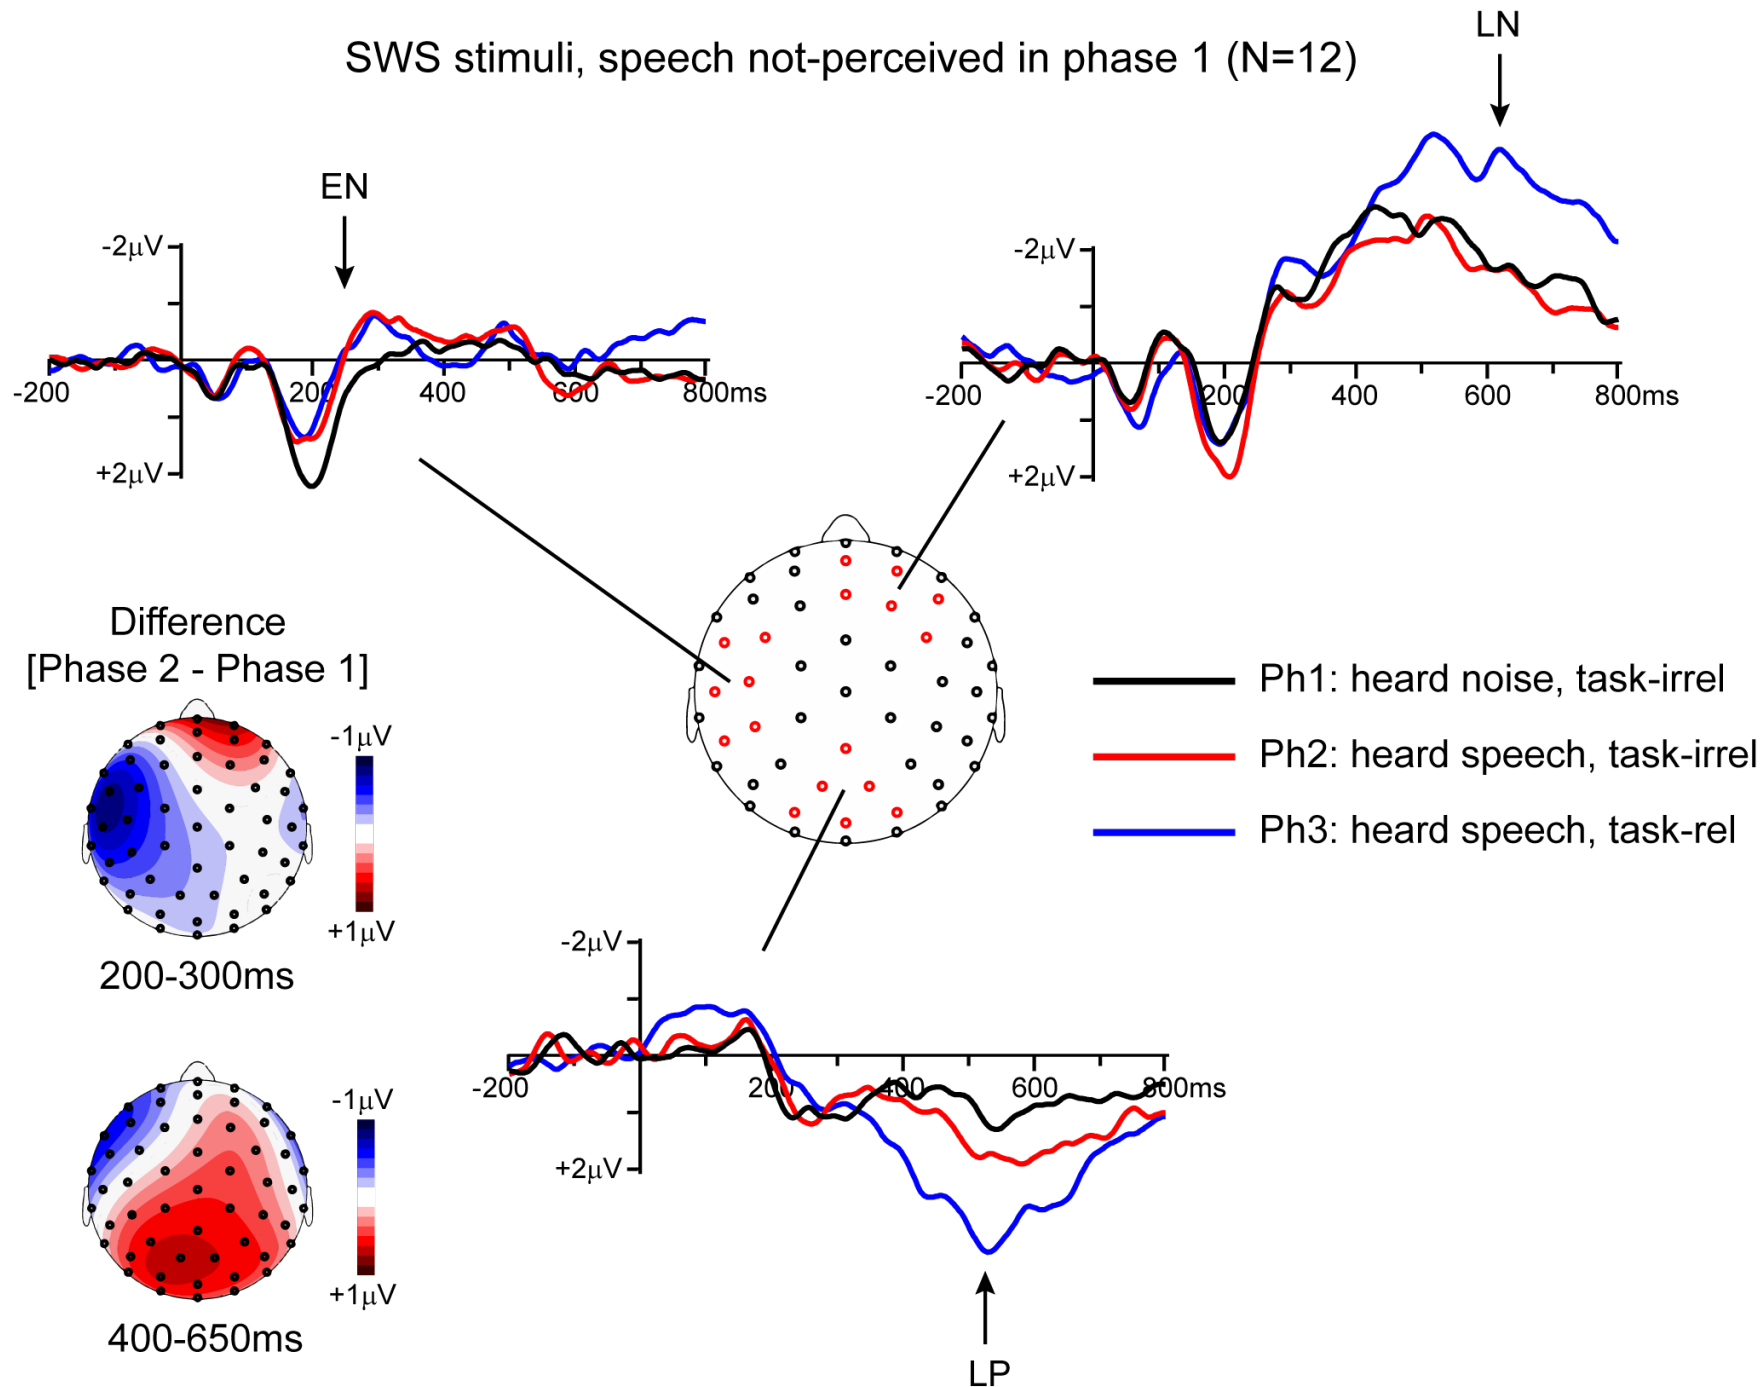 LN
SWS stimuli, speech not-perceived in phase 1 (N=12)
EN
-2μV
-200
200
400
600
800ms
+2μV
-2μV
-200
200
400
600
800ms
+2μV
Difference
[Phase 2 - Phase 1]
-1μV
+1μV
200-300ms
Ph1: heard noise, task-irrel
Ph2: heard speech, task-irrel
Ph3: heard speech, task-rel
-2μV
-200
200
400
600
800ms
+2μV
LP
-1μV
+1μV
400-650ms